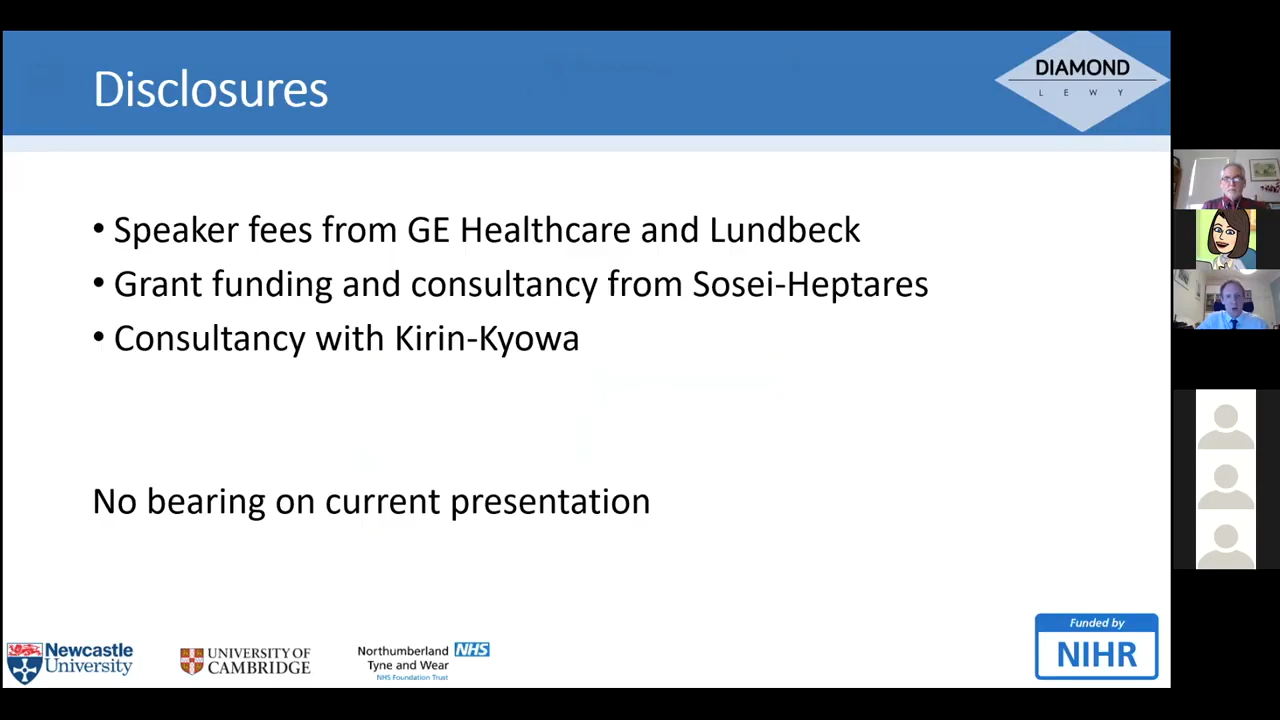 Disclosures
DIAMOND
LEWY
• Speaker fees from GE Healthcare and Lundbeck
• Grant funding and consultancy from Sosei-Heptares
• Consultancy with Kirin-Kyowa
No bearing on current presentation
Newcastle
University
UNIVERSITY OF
CAMBRIDGE
Northumberland NHS
Tyne and Wear
NHS Foundation Trust
Funded by
NIHR